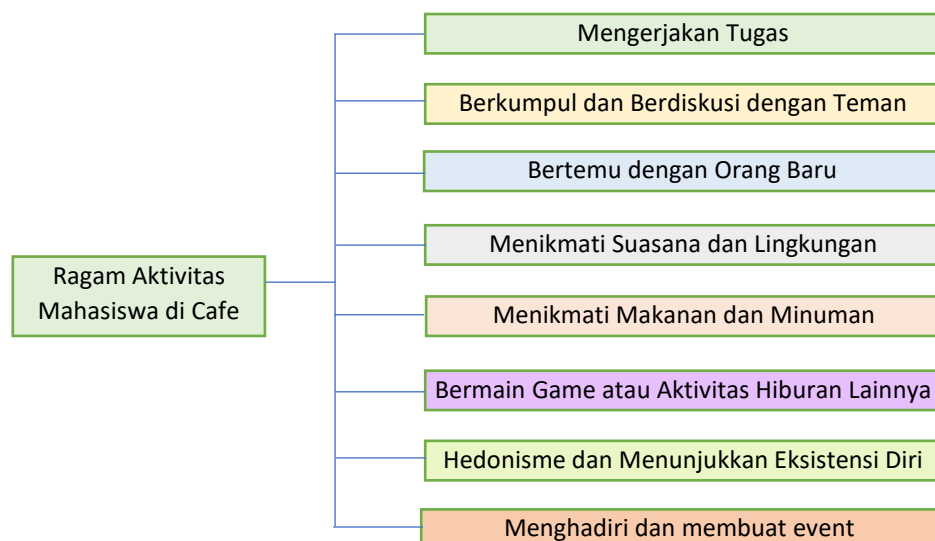 Mengerjakan Tugas
Berkumpul dan Berdiskusi dengan Teman
Bertemu dengan Orang Baru
Menikmati Suasana dan Lingkungan
Ragam Aktivitas
Mahasiswa di Cafe
Menikmati Makanan dan Minuman
Bermain Game atau Aktivitas Hiburan Lainnya
Hedonisme dan Menunjukkan Eksistensi Diri
Menghadiri dan membuat event